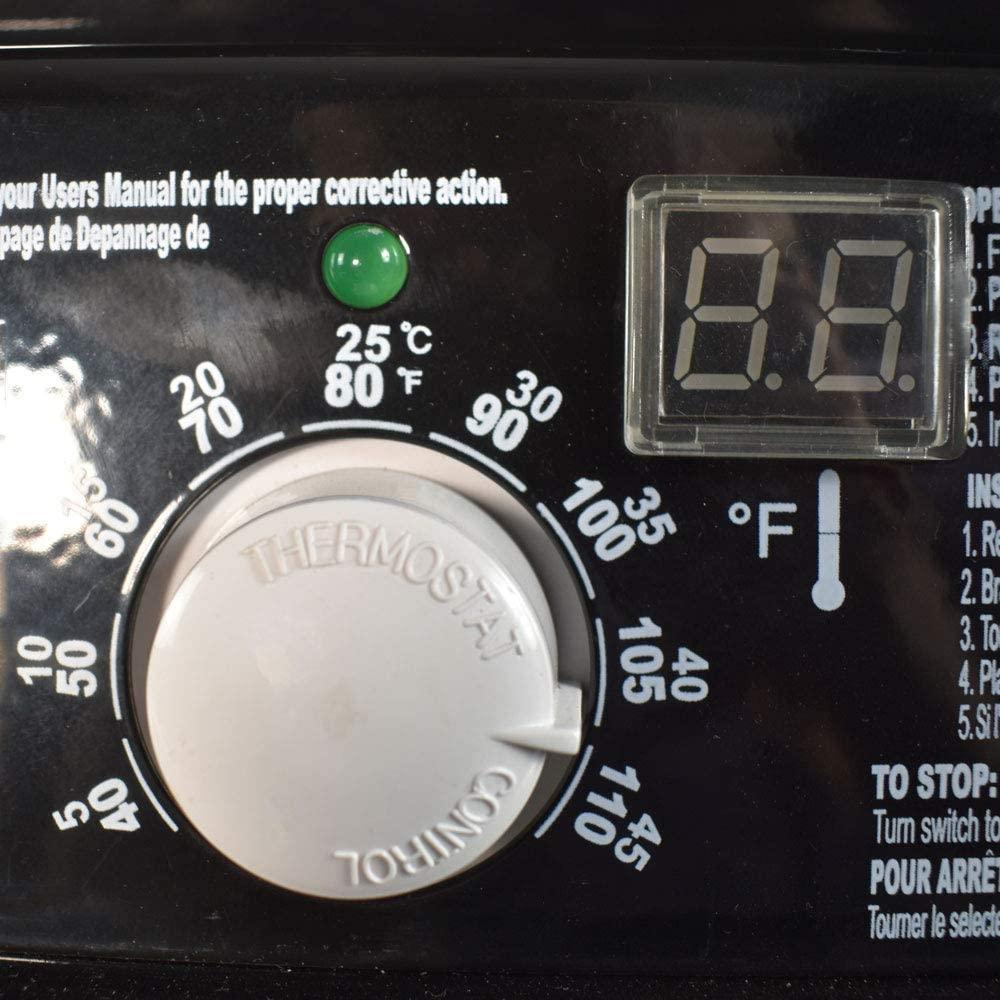 your Users Manual for the proper corrective action.
page de Depannage de
25 °C
80 °F
20
70
30
90
15
60
35
100
10
50
40
105
5
40
45
110
THERMOSTAT
CONTROL
°F
OPE
1. F
2. P
3. R
4. P
5. In
INS
1. Re
2. Br
3. To
4. Pla
5. Si l
TO STOP:
Turn switch to
POUR ARRÊT
Tourner le selecte